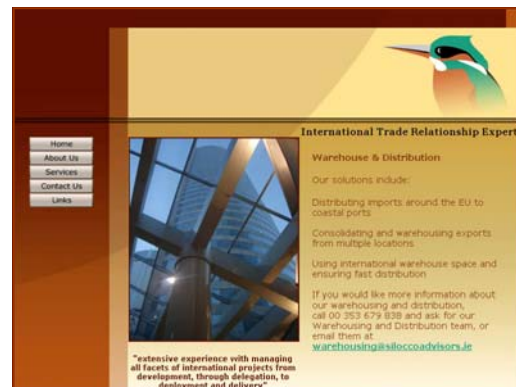 International Trade Relationship Expert
Home
About Us
Services
Contact Us
Links
Warehouse & Distribution
Our solutions include:
Distributing imports around the EU to
coastal ports
Consolidating and warehousing exports
from multiple locations
Using international warehouse space and
ensuring fast distribution
If you would like more information about
our warehousing and distribution,
call 00 353 679 838 and ask for our
Warehousing and Distribution team, or
email them at
warehousing@siloccoadvisors.ie
"extensive experience with managing
all facets of international projects from
development, through delegation, to
deployment and delivery"